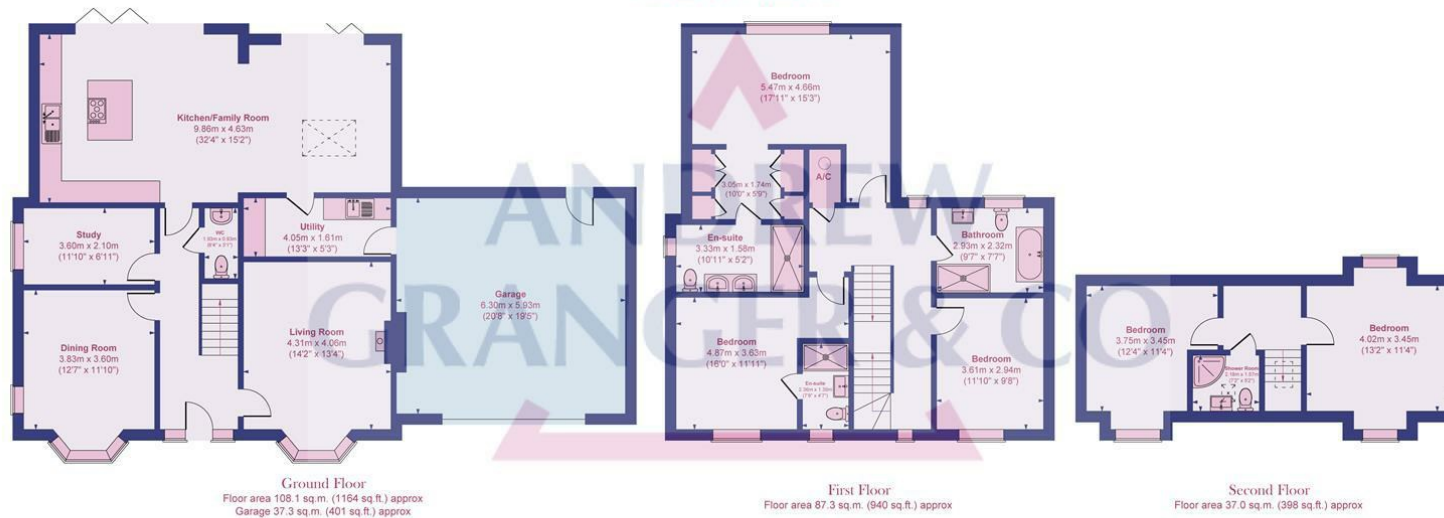 Kitchen/Family Room
9.86m x 4.63m
(32'4" x 15'2")
Study
3.60m x 2.10m
(11'10" x 6'11")
WC
Utility
4.05m x 1.61m
(13'3" x 5'3")
Dining Room
3.83m x 3.60m
(12'7" x 11'10")
Living Room
4.31m x 4.06m
(14'2" x 13'4")
Garage
6.30m x 5.93m
(20'8" x 19'5")
Ground Floor
Floor area 108.1 sq.m. (1164 sq.ft.) approx
Garage 37.3 sq.m. (401 sq.ft.) approx
Bedroom
5.47m x 4.66m
(17'11" x 15'3")
3.05m x 1.74m
(10'0" x 5'9")
A/C
En-suite
3.33m x 1.58m
(10'11" x 5'2")
Bathroom
2.93m x 2.32m
(9'7" x 7'7")
Bedroom
4.87m x 3.63m
(16'0" x 11'11")
En-suite
Bedroom
3.61m x 2.94m
(11'10" x 9'8")
First Floor
Floor area 87.3 sq.m. (940 sq.ft.) approx
Bedroom
3.75m x 3.45m
(12'4" x 11'4")
Shower Room
Bedroom
4.02m x 3.45m
(13'2" x 11'4")
Second Floor
Floor area 37.0 sq.m. (398 sq.ft.) approx
ANDREW
GRANGER & CO